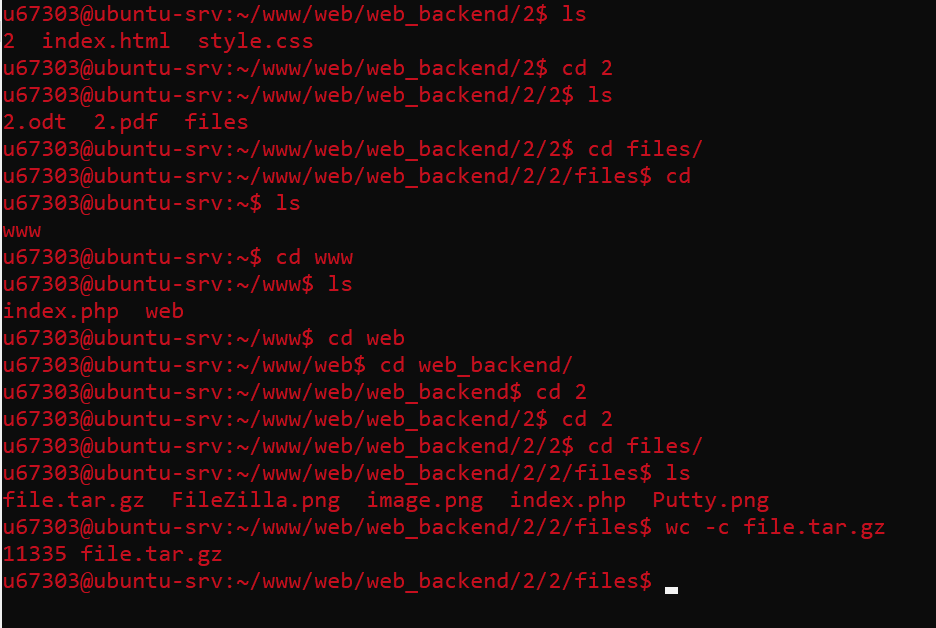 u67303@ubuntu-srv:~/www/web/web_backend/2$ ls
2  index.html  style.css
u67303@ubuntu-srv:~/www/web/web_backend/2$ cd 2
u67303@ubuntu-srv:~/www/web/web_backend/2/2$ ls
2.odt  2.pdf  files
u67303@ubuntu-srv:~/www/web/web_backend/2/2$ cd files/
u67303@ubuntu-srv:~/www/web/web_backend/2/2/files$ cd
u67303@ubuntu-srv:~$ ls
www
u67303@ubuntu-srv:~$ cd www
u67303@ubuntu-srv:~/www$ ls
index.php  web
u67303@ubuntu-srv:~/www$ cd web
u67303@ubuntu-srv:~/www/web$ cd web_backend/
u67303@ubuntu-srv:~/www/web/web_backend$ cd 2
u67303@ubuntu-srv:~/www/web/web_backend/2$ cd 2
u67303@ubuntu-srv:~/www/web/web_backend/2/2$ cd files/
u67303@ubuntu-srv:~/www/web/web_backend/2/2/files$ ls
file.tar.gz  FileZilla.png  image.png  index.php  Putty.png
u67303@ubuntu-srv:~/www/web/web_backend/2/2/files$ wc -c file.tar.gz
11335 file.tar.gz
u67303@ubuntu-srv:~/www/web/web_backend/2/2/files$